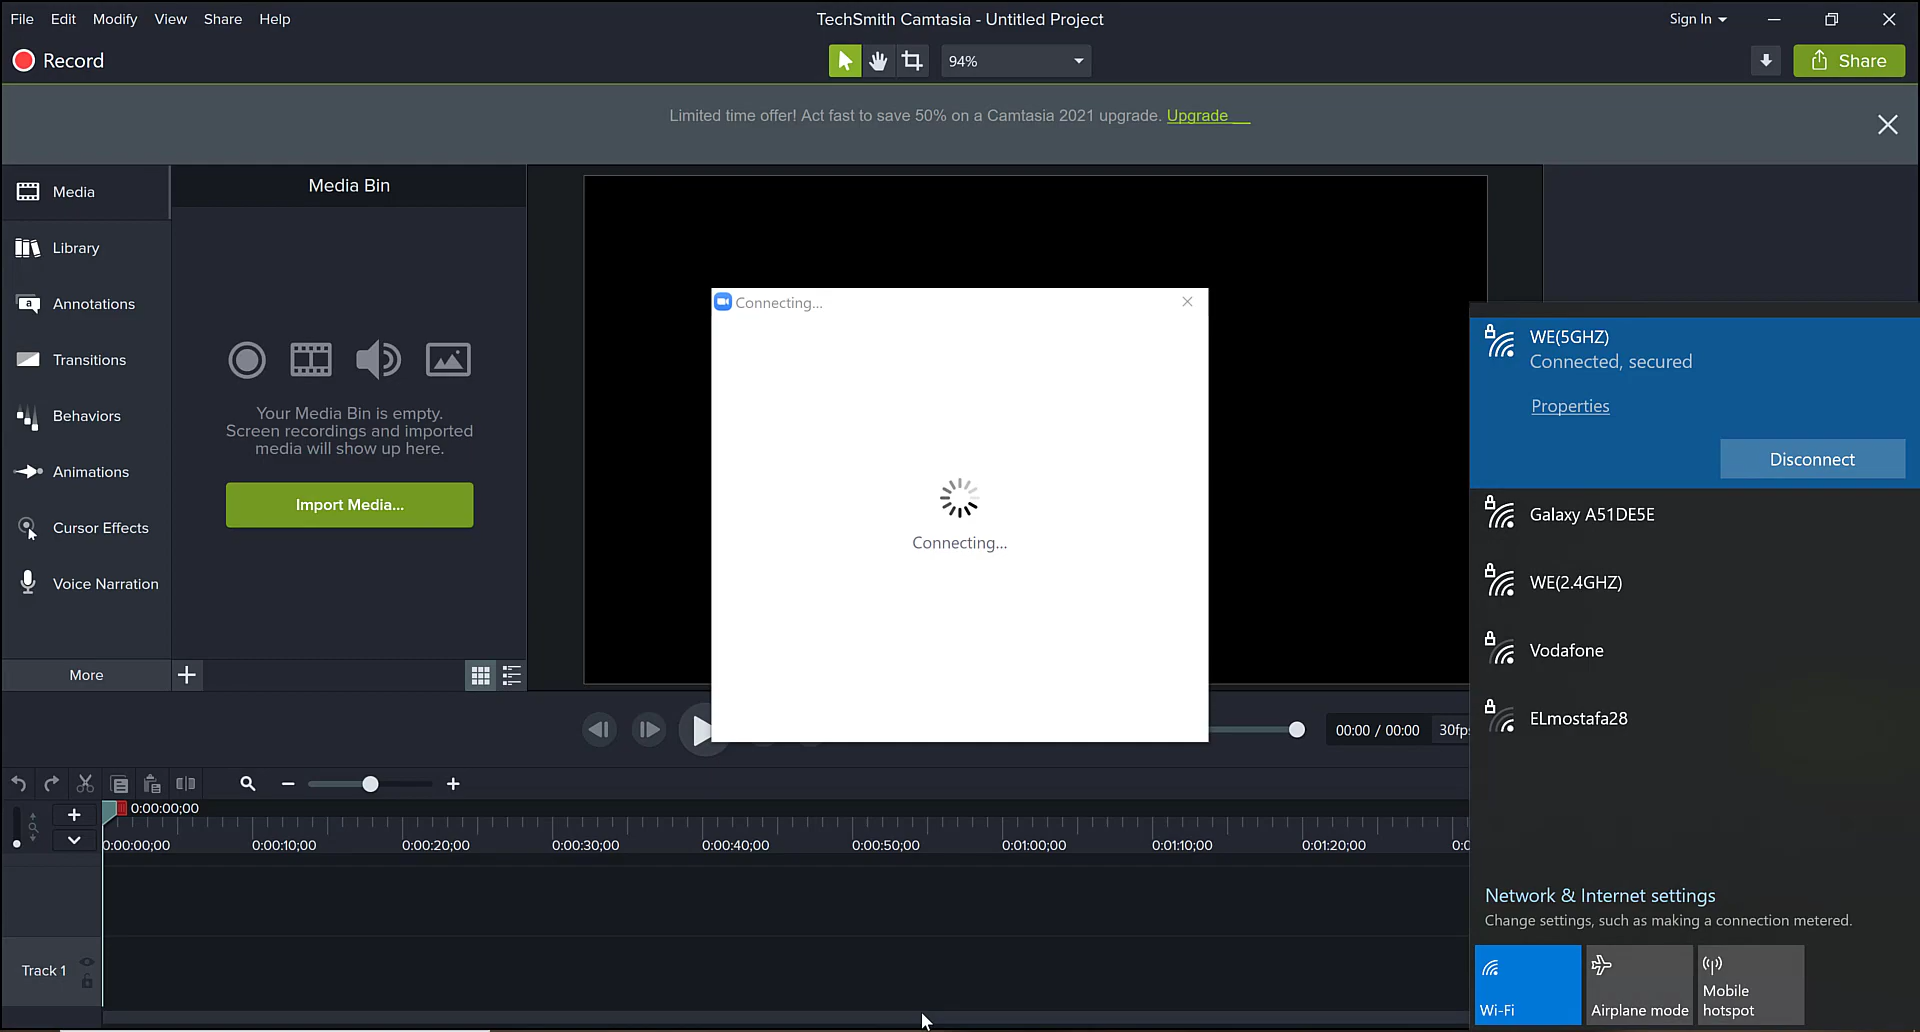 File Edit Modify View Share Help
TechSmith Camtasia - Untitled Project
Sign In
Record
94%
Share
Limited time offer! Act fast to save 50% on a Camtasia 2021 upgrade. Upgrade
Media
Library
Annotations
Transitions
Behaviors
Animations
Cursor Effects
Voice Narration
More
Media Bin
Your Media Bin is empty.
Screen recordings and imported
media will show up here.
Import Media...
Connecting...
Connecting...
WE(5GHZ)
Connected, secured
Properties
Disconnect
Galaxy A51DE5E
WE(2.4GHZ)
Vodafone
ELmostafa28
Network & Internet settings
Change settings, such as making a connection metered.
Wi-Fi
Airplane mode
Mobile
hotspot
00:00 / 00:00
30fps
0:00:00;00
0:00:00;00 0:00:10;00 0:00:20;00 0:00:30;00 0:00:40;00 0:00:50;00 0:01:00;00 0:01:10;00 0:01:20;00
Track 1